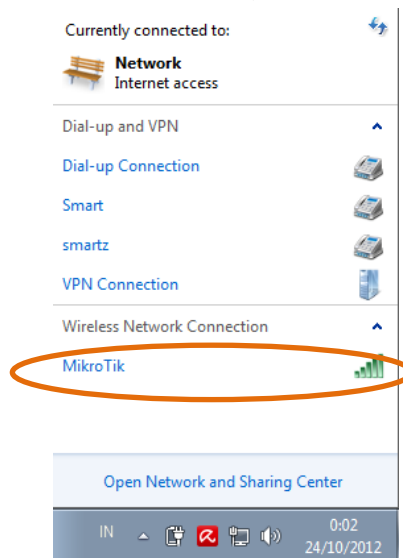 Currently connected to:
Network
Internet access
Dial-up and VPN
Dial-up Connection
Smart
smartz
VPN Connection
Wireless Network Connection
MikroTik
Open Network and Sharing Center
IN
0:02
24/10/2012